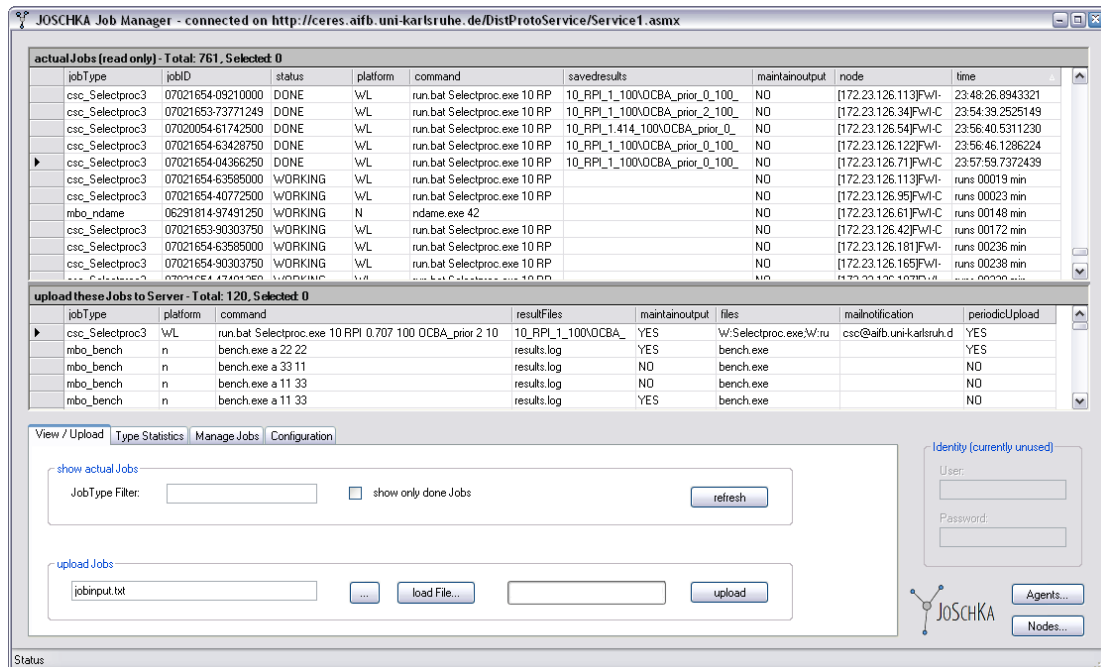 JOSCHKA Job Manager - connected on http://ceres.aifb.uni-karlsruhe.de/DistProtoService/Service1.asmx
actualJobs (read only) - Total: 761, Selected: 0
jobType jobID status platform command savedresults maintainoutput node time
csc_Selectproc3 07021654-09210000 DONE WL run.bat Selectproc.exe 10 RP 10_RPI_1_100\OCBA_prior_0_100_ NO [172.23.126.113]FWI- 23:48:26.8943321
csc_Selectproc3 07021653-73771249 DONE WL run.bat Selectproc.exe 10 RP 10_RPI_1_100\OCBA_prior_2_100_ NO [172.23.126.34]FWI-C 23:54:39.2525149
csc_Selectproc3 07020054-61742500 DONE WL run.bat Selectproc.exe 10 RP 10_RPI_1.414_100\OCBA_prior_0_ NO [172.23.126.54]FWI-C 23:56:40.5311230
csc_Selectproc3 07021654-63428750 DONE WL run.bat Selectproc.exe 10 RP 10_RPI_1_100\OCBA_prior_0_100_ NO [172.23.126.122]FWI- 23:56:46.1286224
csc_Selectproc3 07021654-04366250 DONE WL run.bat Selectproc.exe 10 RP 10_RPI_1_100\OCBA_prior_0_100_ NO [172.23.126.71]FWI-C 23:57:59.7372439
csc_Selectproc3 07021654-63585000 WORKING WL run.bat Selectproc.exe 10 RP NO [172.23.126.113]FWI- runs 00019 min
csc_Selectproc3 07021654-40772500 WORKING WL run.bat Selectproc.exe 10 RP NO [172.23.126.95]FWI-C runs 00023 min
mbo_ndame 06291814-97491250 WORKING N ndame.exe 42 NO [172.23.126.61]FWI-C runs 00148 min
csc_Selectproc3 07021653-90303750 WORKING WL run.bat Selectproc.exe 10 RP NO [172.23.126.42]FWI-C runs 00172 min
csc_Selectproc3 07021654-63585000 WORKING WL run.bat Selectproc.exe 10 RP NO [172.23.126.181]FWI- runs 00236 min
csc_Selectproc3 07021654-90303750 WORKING WL run.bat Selectproc.exe 10 RP NO [172.23.126.165]FWI- runs 00238 min
upload these Jobs to Server - Total: 120, Selected: 0
jobType platform command resultFiles maintainoutput files mailnotification periodicUpload
csc_Selectproc3 WL run.bat Selectproc.exe 10 RPI 0.707 100 OCBA_prior 2 10 10_RPI_1_100\OCBA_ YES W:Selectproc.exe;W:ru csc@aifb.uni-karlsruh.d YES
mbo_bench n bench.exe a 22 22 results.log YES bench.exe YES
mbo_bench n bench.exe a 33 11 results.log NO bench.exe NO
mbo_bench n bench.exe a 11 33 results.log NO bench.exe NO
mbo_bench n bench.exe a 11 33 results.log YES bench.exe NO
View / Upload Type Statistics Manage Jobs Configuration
show actual Jobs
JobType Filter: show only done Jobs refresh
upload Jobs
jobinput.txt ... load File... upload
Identity (currently unused)
User:
Password:
JOSCHKA
Agents...
Nodes...
Status